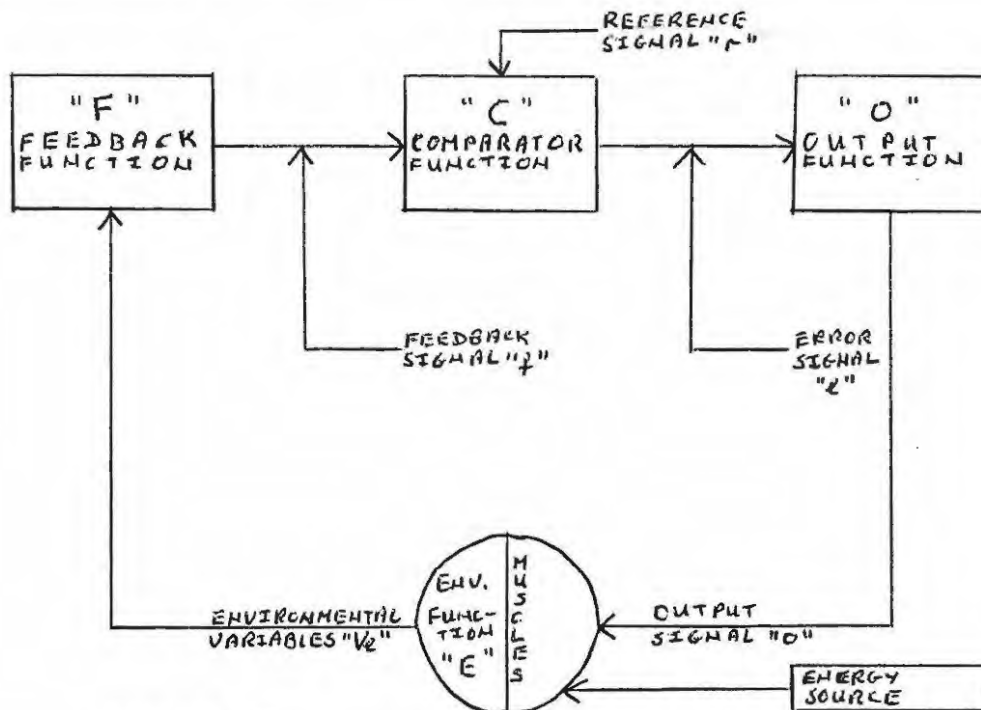 REFERENCE
SIGNAL "r"
"F"
FEEDBACK
FUNCTION
"C"
COMPARATOR
FUNCTION
"O"
OUTPUT
FUNCTION
FEEDBACK
SIGNAL "f"
ERROR
SIGNAL
"e"
ENV.
FUNC-
TION
"E"
MUSCLES
ENVIRONMENTAL
VARIABLES "Ve"
OUTPUT
SIGNAL "o"
ENERGY
SOURCE